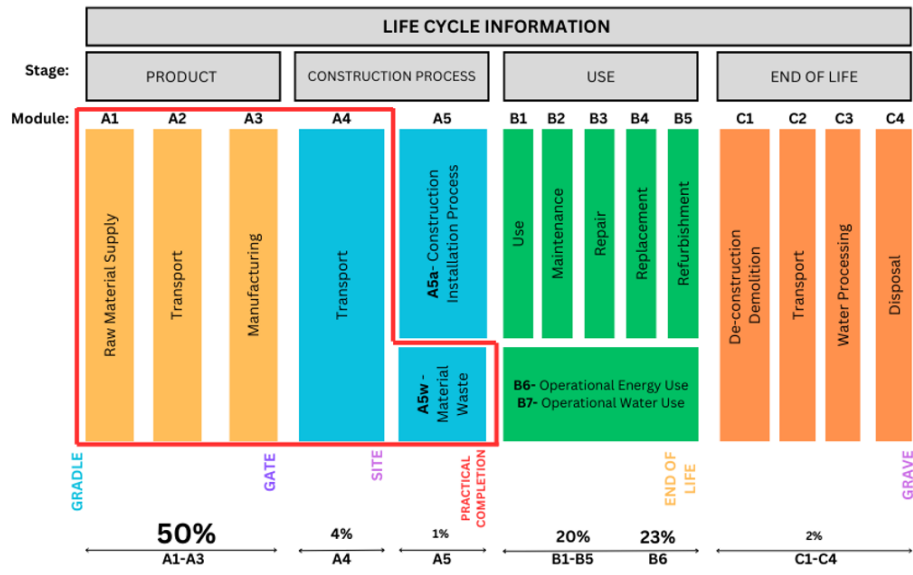 LIFE CYCLE INFORMATION
Stage:
PRODUCT
CONSTRUCTION PROCESS
USE
END OF LIFE
Module:
A1
A2
A3
A4
A5
B1
B2
B3
B4
B5
C1
C2
C3
C4
Raw Material Supply
Transport
Manufacturing
Transport
A5a- Construction
Installation Process
A5w -
Material
Waste
Use
Maintenance
Repair
Replacement
Refurbishment
B6- Operational Energy Use
B7- Operational Water Use
De-construction
Demolition
Transport
Water Processing
Disposal
GRADLE
GATE
SITE
PRACTICAL
COMPLETION
END OF
LIFE
GRAVE
50%
4%
1%
20%
23%
2%
A1-A3
A4
A5
B1-B5
B6
C1-C4